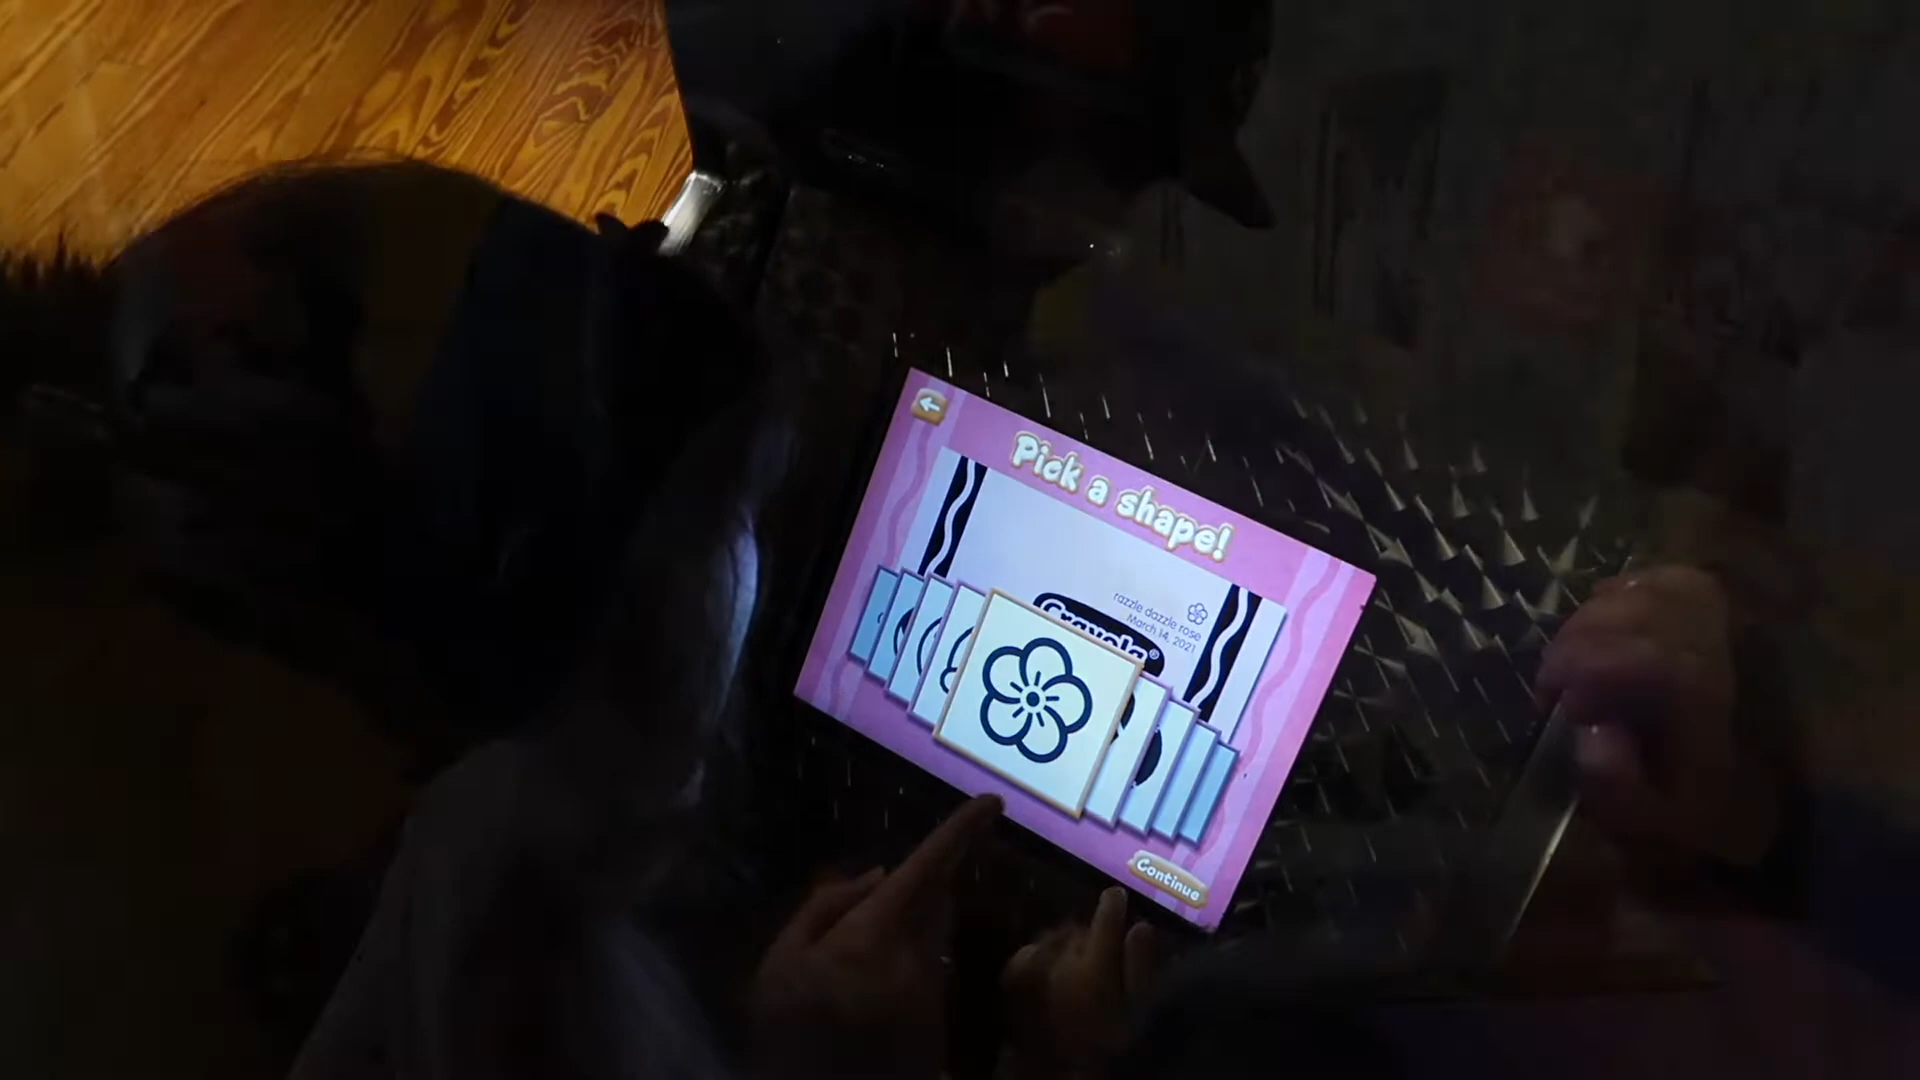 Pick a shape!
razzle dazzle rose
March 14, 2021
Crayola®
Continue